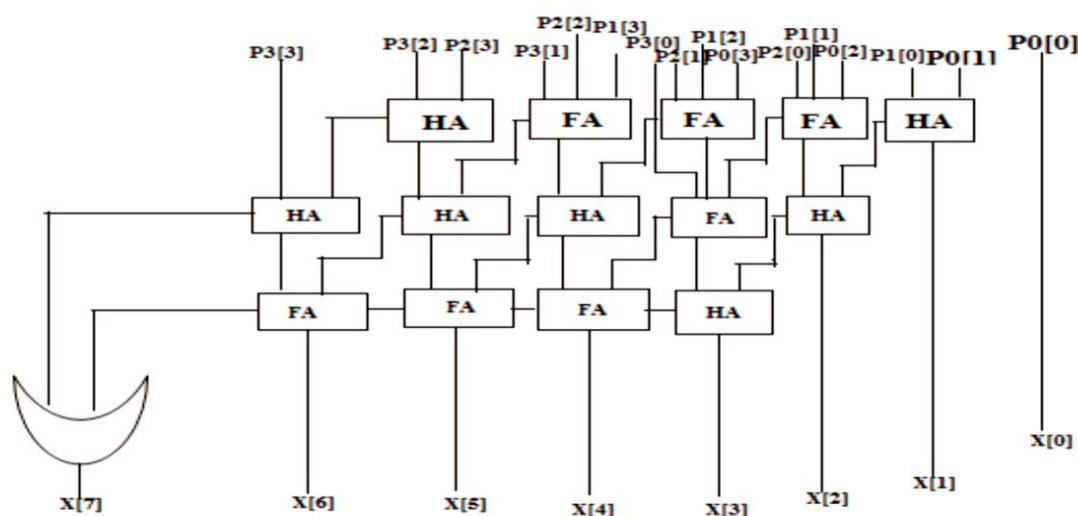 P3[3] P3[2] P2[3] P3[1] P2[2] P1[3] P3[0] P2[1] P1[2] P0[3] P2[0] P1[1] P0[2] P1[0] P0[1] P0[0]
HA FA FA FA HA
HA HA HA FA HA
FA FA FA HA
X[7] X[6] X[5] X[4] X[3] X[2] X[1] X[0]